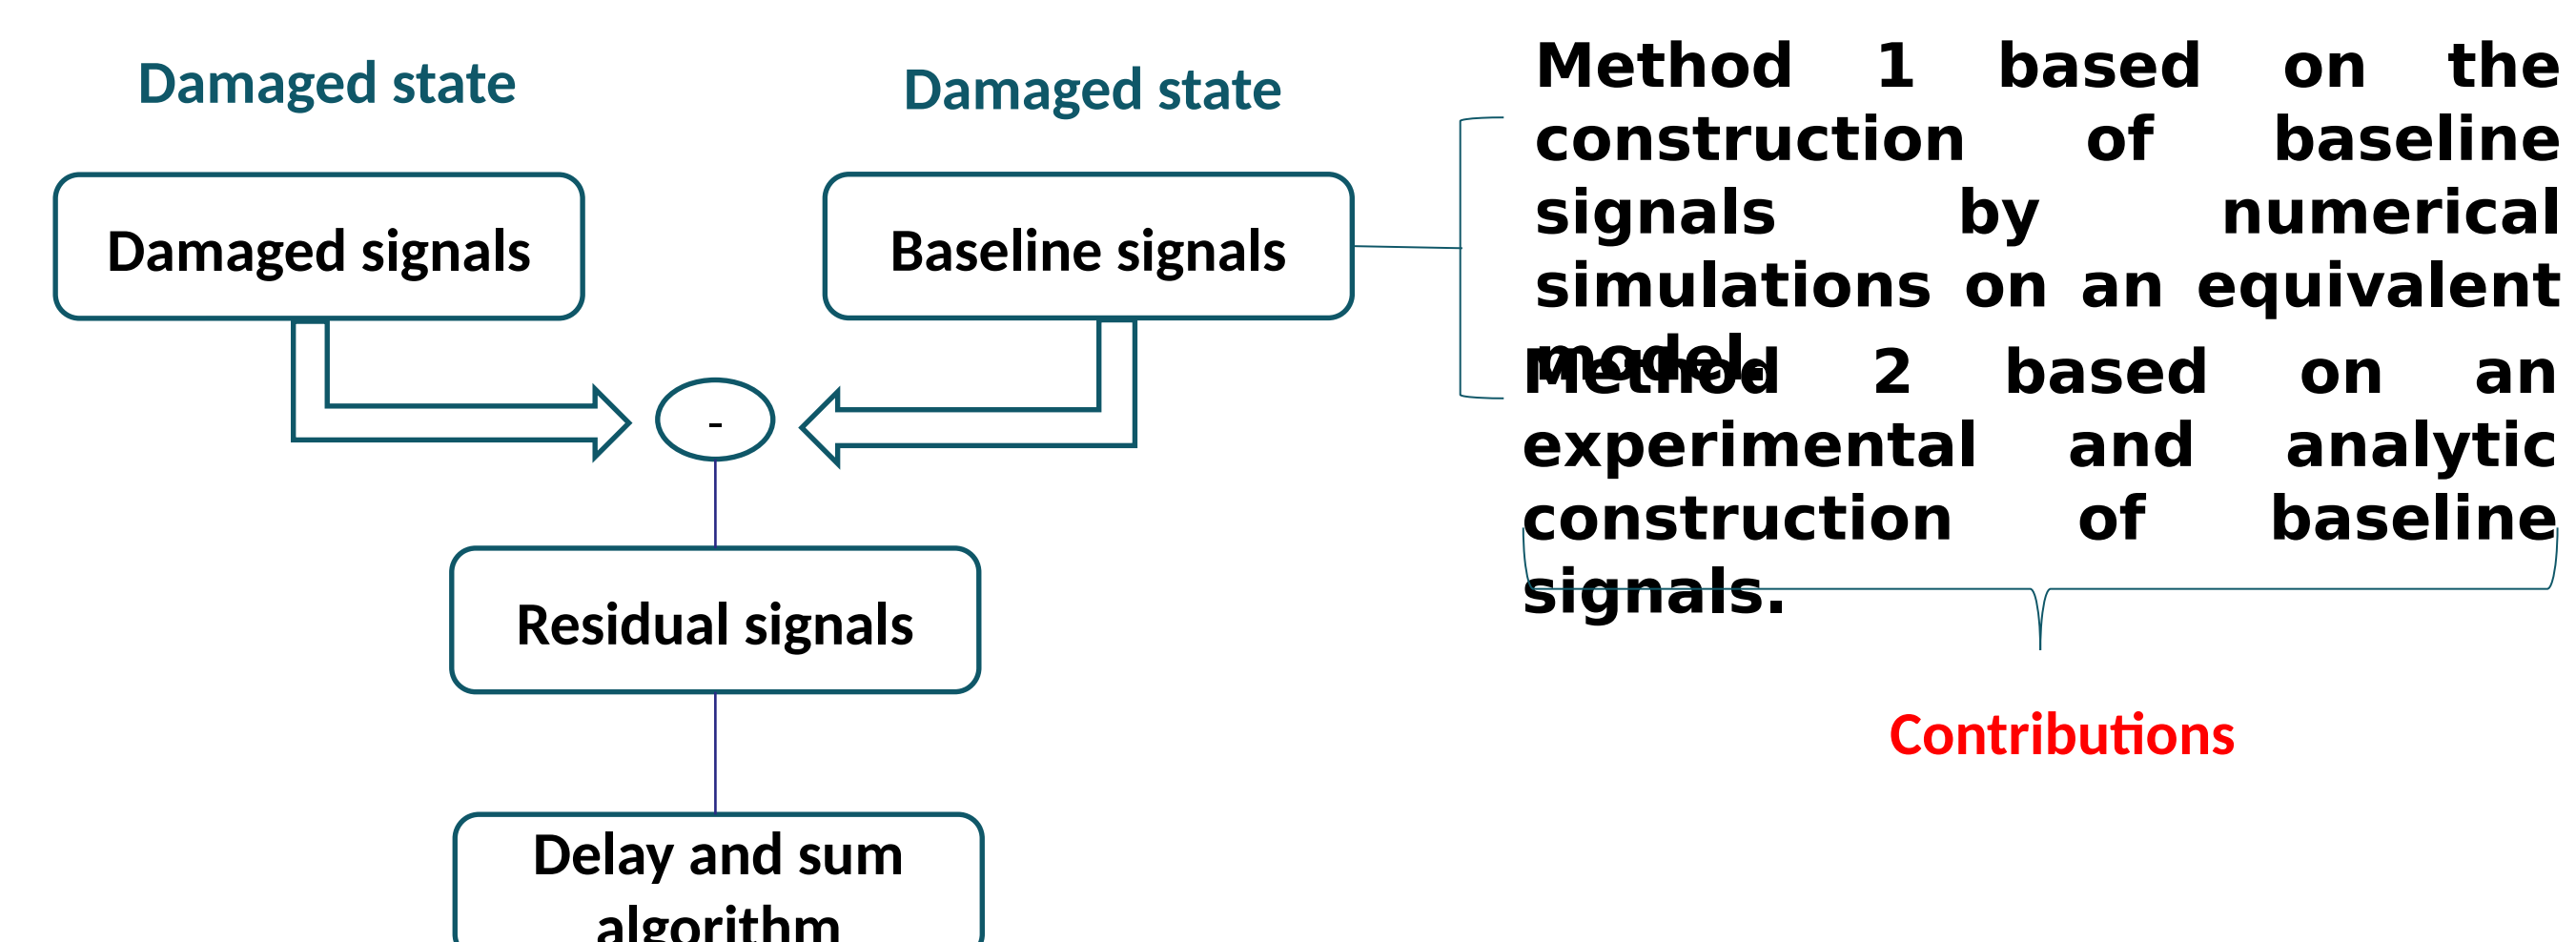 Damaged state
Damaged state
Damaged signals
Baseline signals
-
Residual signals
Delay and sum
algorithm
Method 1 based on the
construction of baseline
signals by numerical
simulations on an equivalent
model.
Method 2 based on an
experimental and analytic
construction of baseline
signals.
Contributions